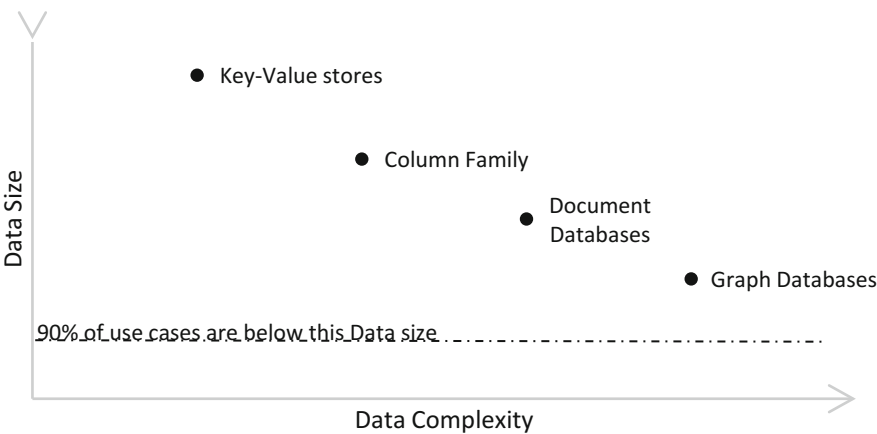 Key-Value stores
Column Family
Document
Databases
Graph Databases
90% of use cases are below this Data size
Data Size
Data Complexity